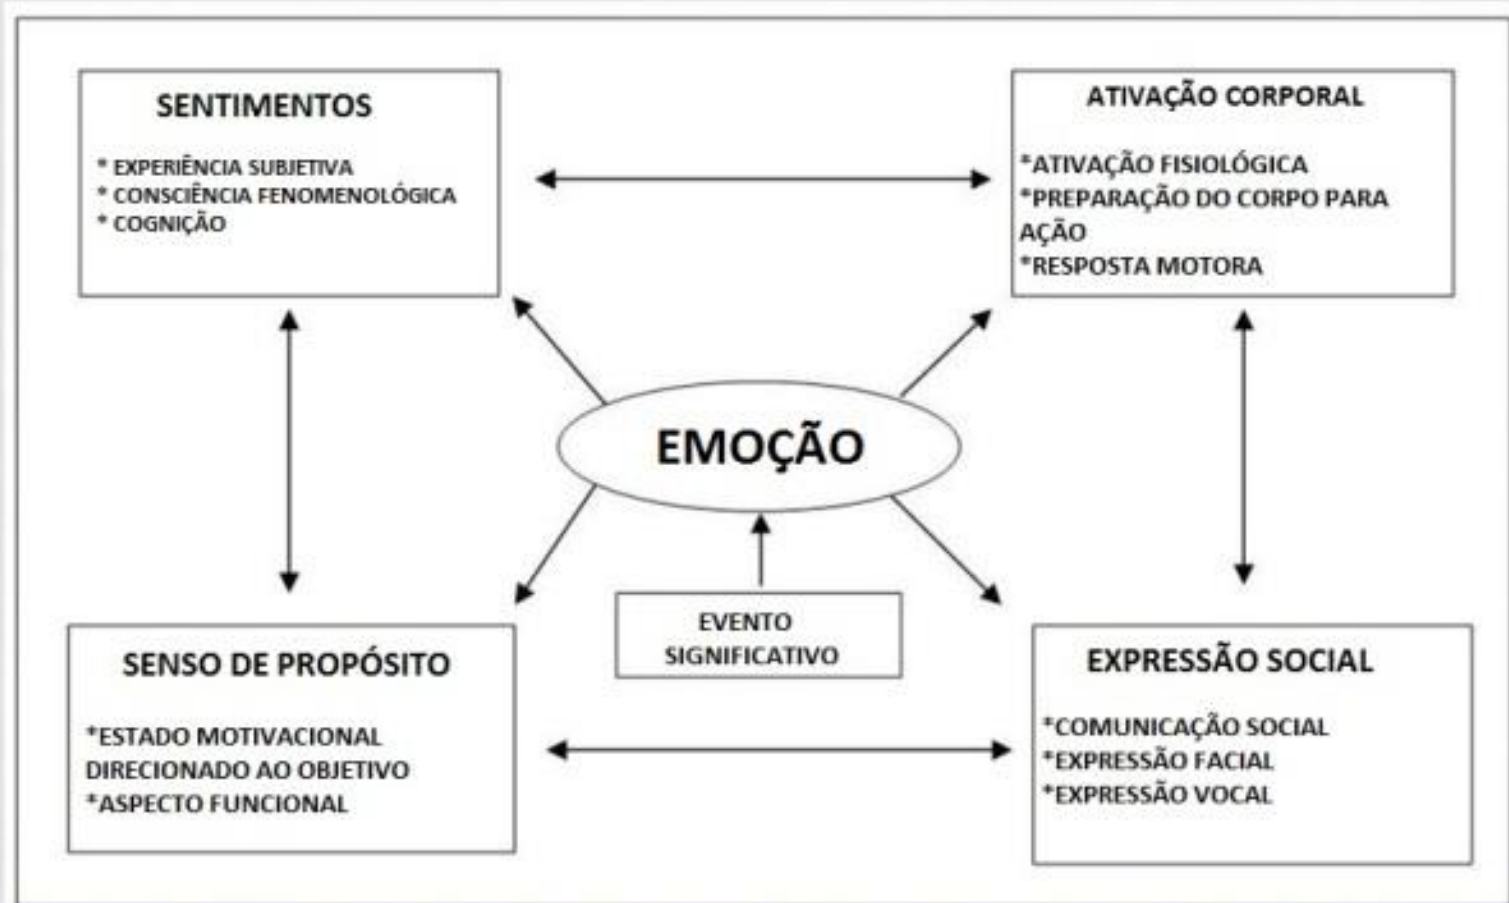 SENTIMENTOS
* EXPERIÊNCIA SUBJETIVA
* CONSCIÊNCIA FENOMENOLÓGICA
* COGNIÇÃO
ATIVAÇÃO CORPORAL
*ATIVAÇÃO FISIOLÓGICA
*PREPARAÇÃO DO CORPO PARA
AÇÃO
*RESPOSTA MOTORA
EMOÇÃO
EVENTO
SIGNIFICATIVO
SENSO DE PROPÓSITO
*ESTADO MOTIVACIONAL
DIRECIONADO AO OBJETIVO
*ASPECTO FUNCIONAL
EXPRESSÃO SOCIAL
*COMUNICAÇÃO SOCIAL
*EXPRESSÃO FACIAL
*EXPRESSÃO VOCAL